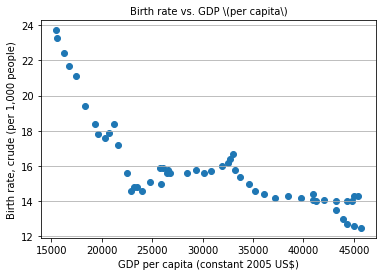 Birth rate vs. GDP \(per capita\)
Birth rate, crude (per 1,000 people)
24
22
20
18
16
14
12
15000 20000 25000 30000 35000 40000 45000
GDP per capita (constant 2005 US$)